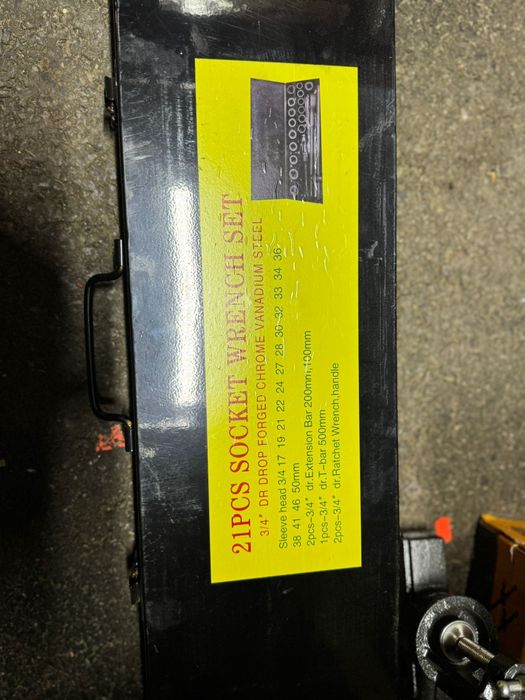 21PCS SOCKET WRENCH SET
3/4" DR DROP FORGED CHROME VANADIUM STEEL
Sleeve head 3/4 17 19 21 22 24 27 28 30 32 33 34 36
38 41 46 50mm
2pcs-3/4" dr.Extension Bar 200mm,100mm
1pcs-3/4" dr.T-bar 500mm
2pcs-3/4" dr.Ratchet Wrench,handle